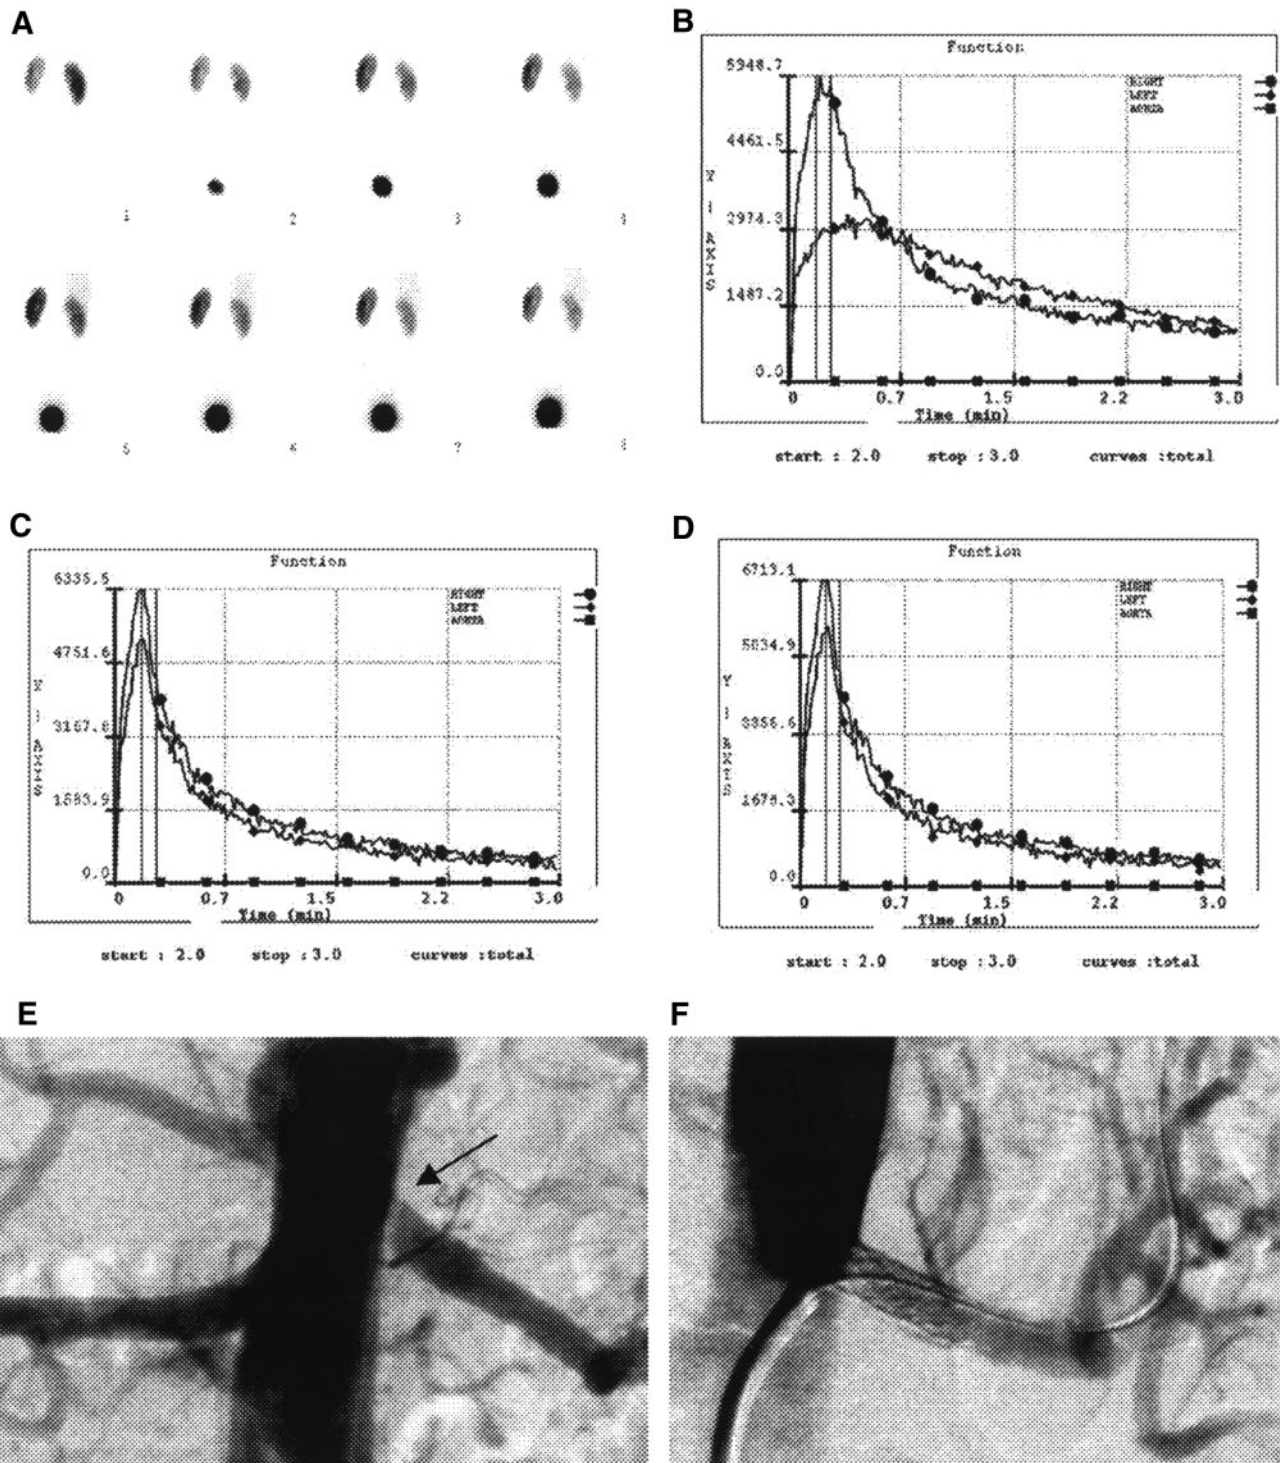 A
1
2
3
4
5
6
7
8
B
Function
5948.7
4461.5
2974.3
1487.2
0.0
RIGHT
LEFT
AORTA
0 0.7 1.5 2.2 3.0
Time (min)
start : 2.0 stop : 3.0 curves :total
C
Function
6335.5
4751.6
3167.8
1583.9
0.0
RIGHT
LEFT
AORTA
0 0.7 1.5 2.2 3.0
Time (min)
start : 2.0 stop : 3.0 curves :total
D
Function
6713.1
5034.9
3356.6
1678.3
0.0
RIGHT
LEFT
AORTA
0 0.7 1.5 2.2 3.0
Time (min)
start : 2.0 stop : 3.0 curves :total
E
F